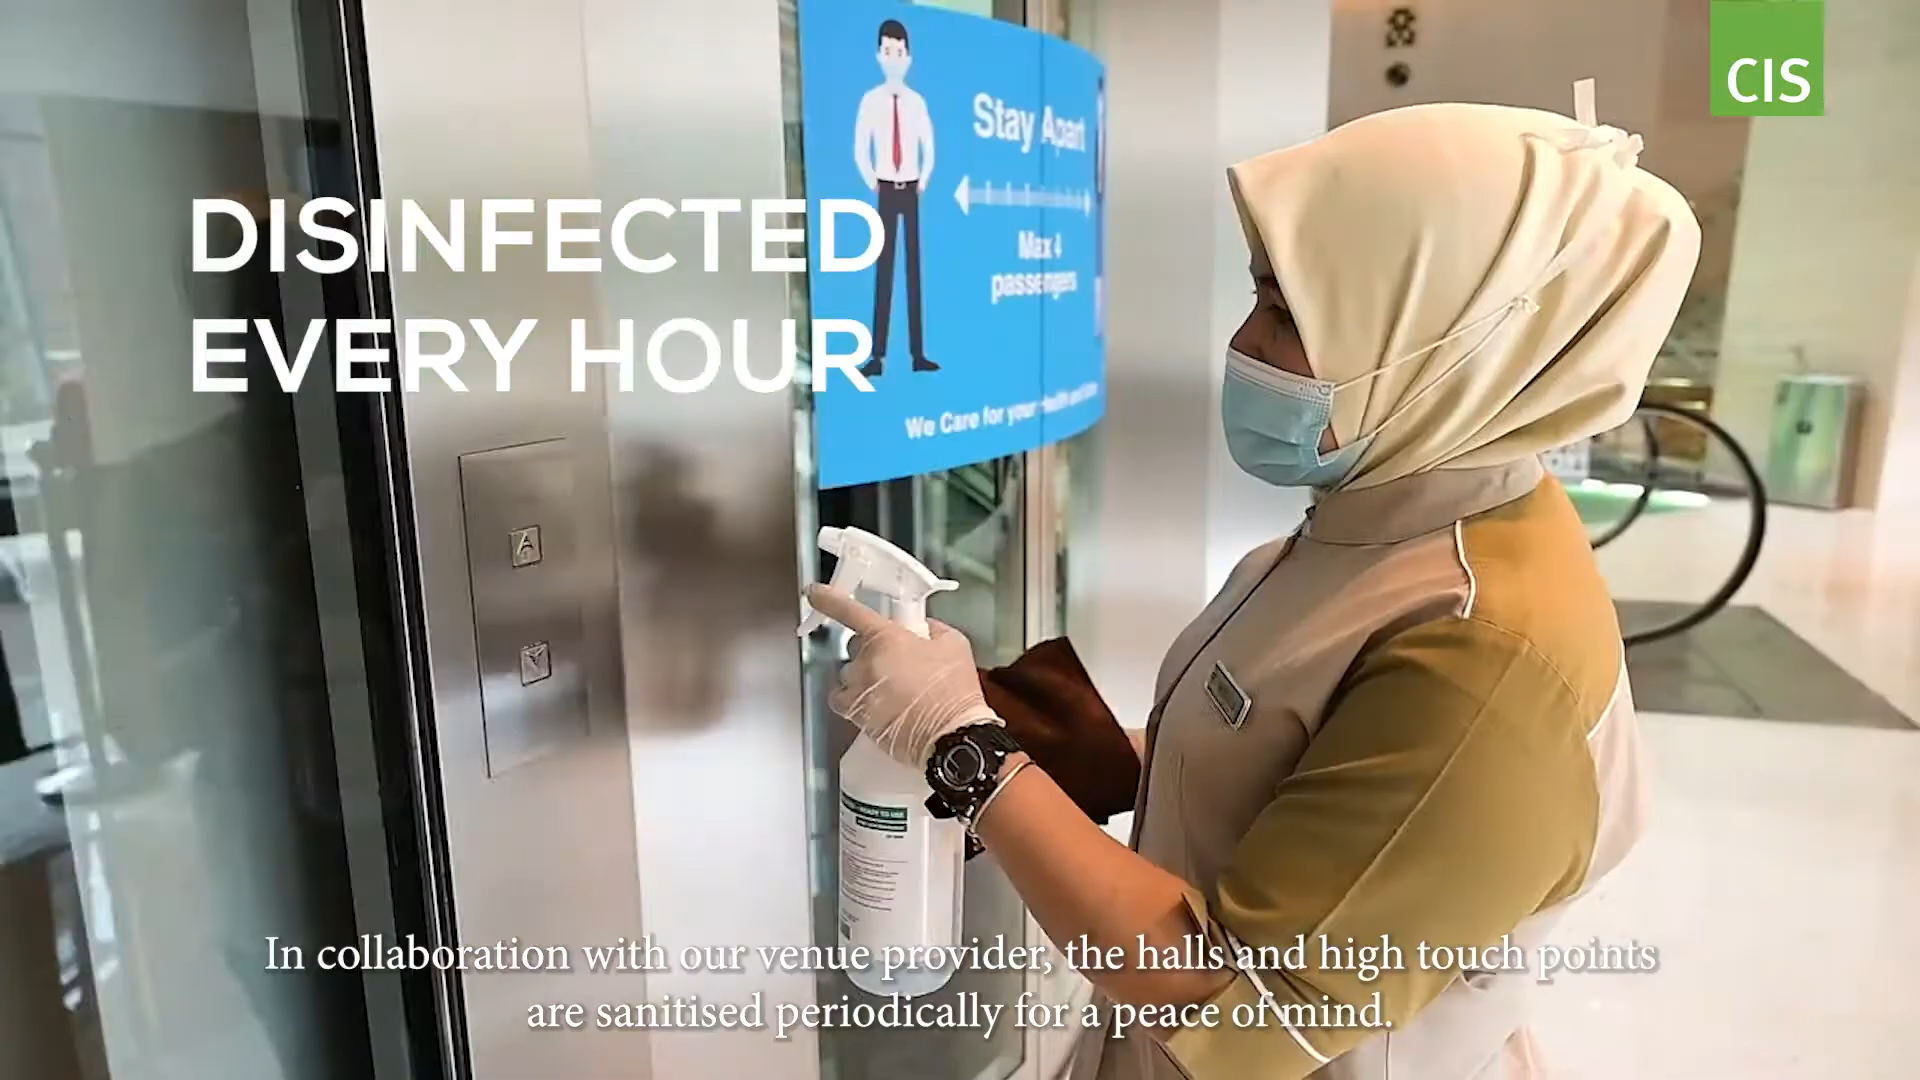 CIS
Stay Apart
Max 4
passengers
We Care for your
DISINFECTED
EVERY HOUR
In collaboration with our venue provider, the halls and high touch points
are sanitised periodically for a peace of mind.